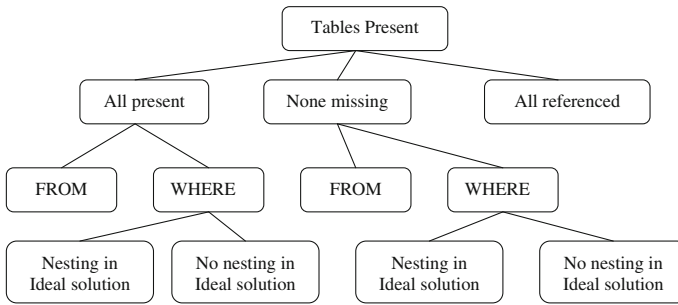 Tables Present
All present
None missing
All referenced
FROM
WHERE
FROM
WHERE
Nesting in
Ideal solution
No nesting in
Ideal solution
Nesting in
Ideal solution
No nesting in
Ideal solution